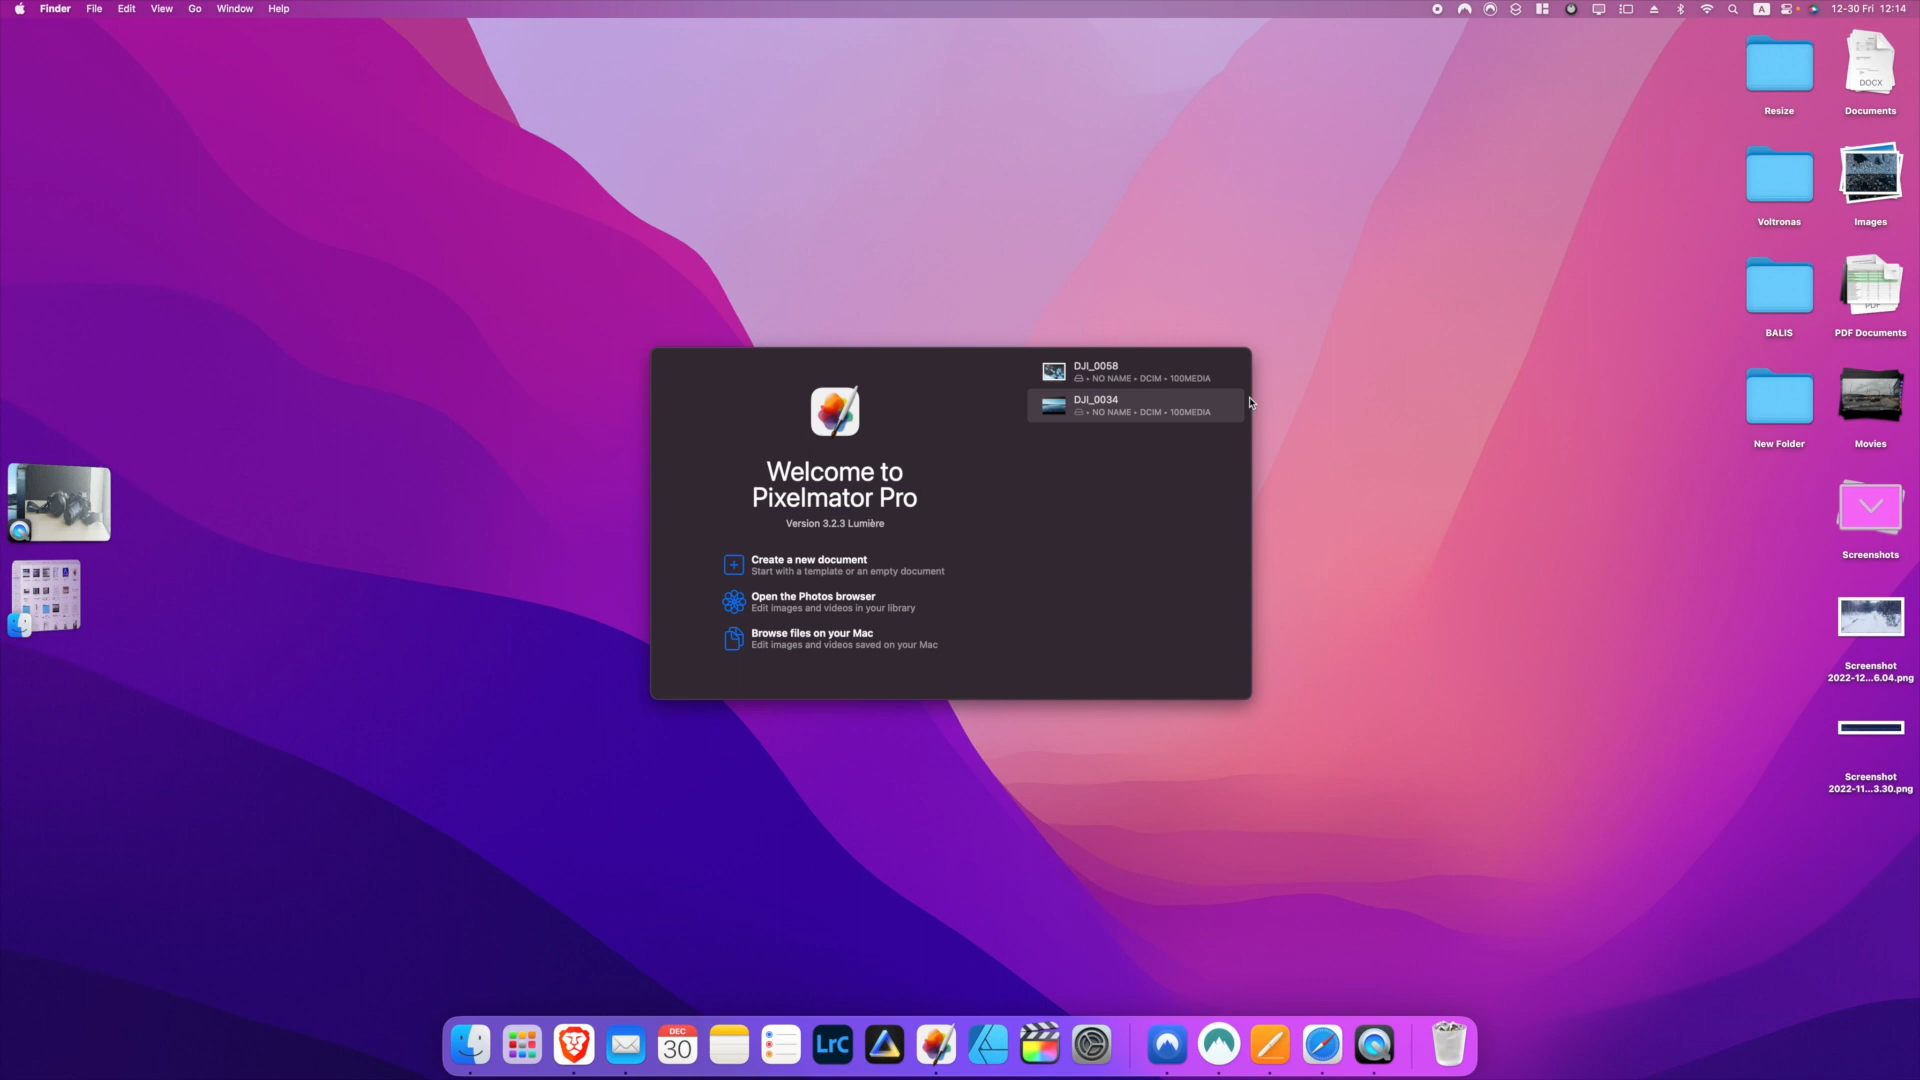 Finder File Edit View Go Window Help
A 12-30 Fri 12:14
Resize
Documents
DOCX
Voltronas
Images
BALIS
PDF Documents
PDF
New Folder
Movies
Screenshots
Screenshot
2022-12...6.04.png
Screenshot
2022-11...3.30.png
DJI_0058
• NO NAME • DCIM • 100MEDIA
DJI_0034
• NO NAME • DCIM • 100MEDIA
Welcome to
Pixelmator Pro
Version 3.2.3 Lumière
Create a new document
Start with a template or an empty document
Open the Photos browser
Edit images and videos in your library
Browse files on your Mac
Edit images and videos saved on your Mac
DEC
30
LrC